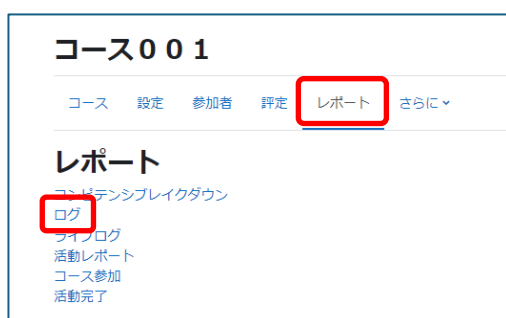 コース００１
コース 設定 参加者 評定 レポート さらに
レポート
コンピテンシブレイクダウン
ログ
ライブログ
活動レポート
コース参加
活動完了